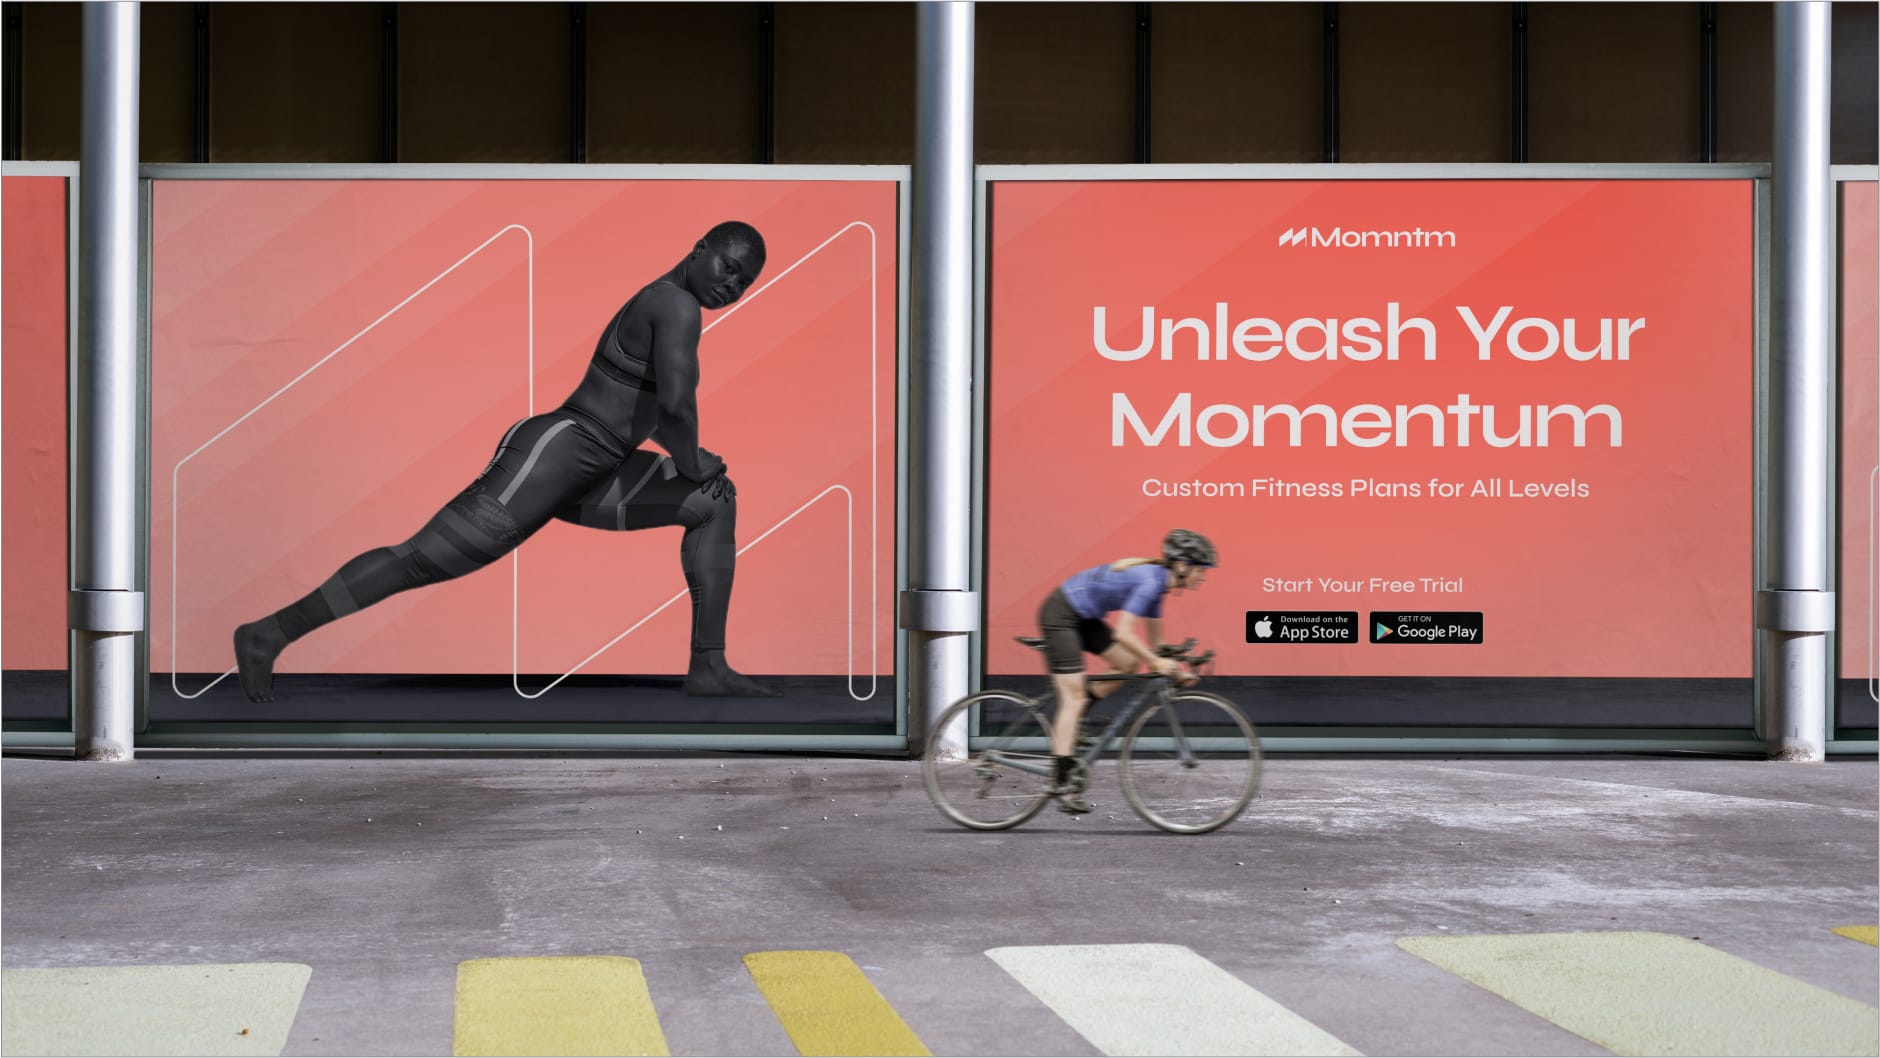 Momntm
Unleash Your
Momentum
Custom Fitness Plans for All Levels
Start Your Free Trial
Download on the
App Store
GET IT ON
Google Play